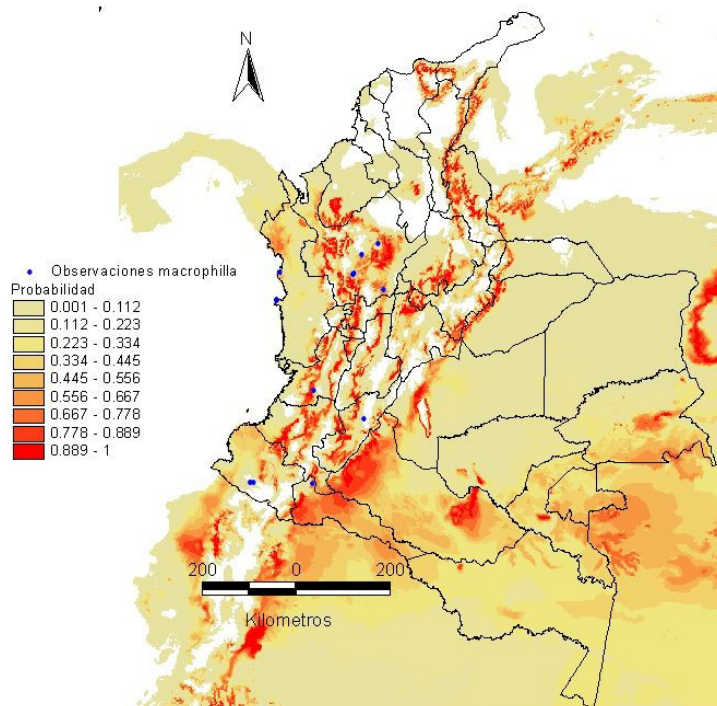 N
Observaciones macrophilla
Probabilidad
0.001 - 0.112
0.112 - 0.223
0.223 - 0.334
0.334 - 0.445
0.445 - 0.556
0.556 - 0.667
0.667 - 0.778
0.778 - 0.889
0.889 - 1
200 0 200
Kilometros